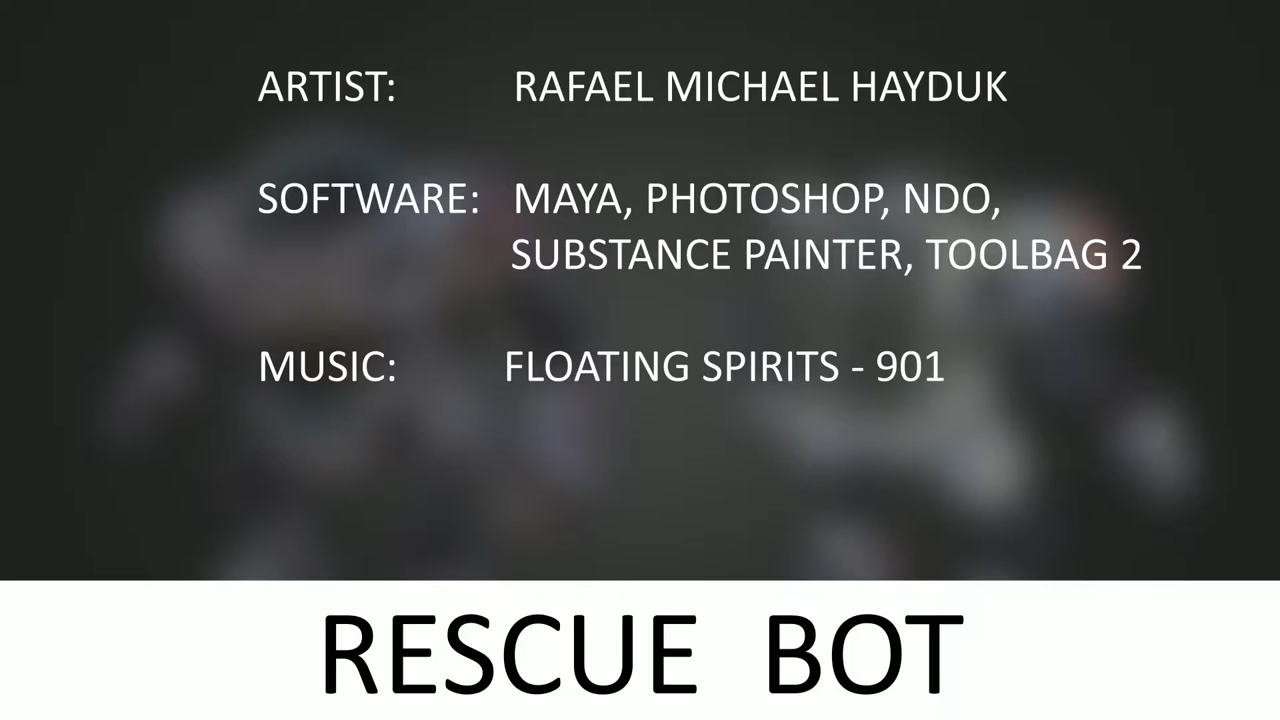 ARTIST: RAFAEL MICHAEL HAYDUK
SOFTWARE: MAYA, PHOTOSHOP, NDO,
SUBSTANCE PAINTER, TOOLBAG 2
MUSIC: FLOATING SPIRITS - 901
RESCUE BOT